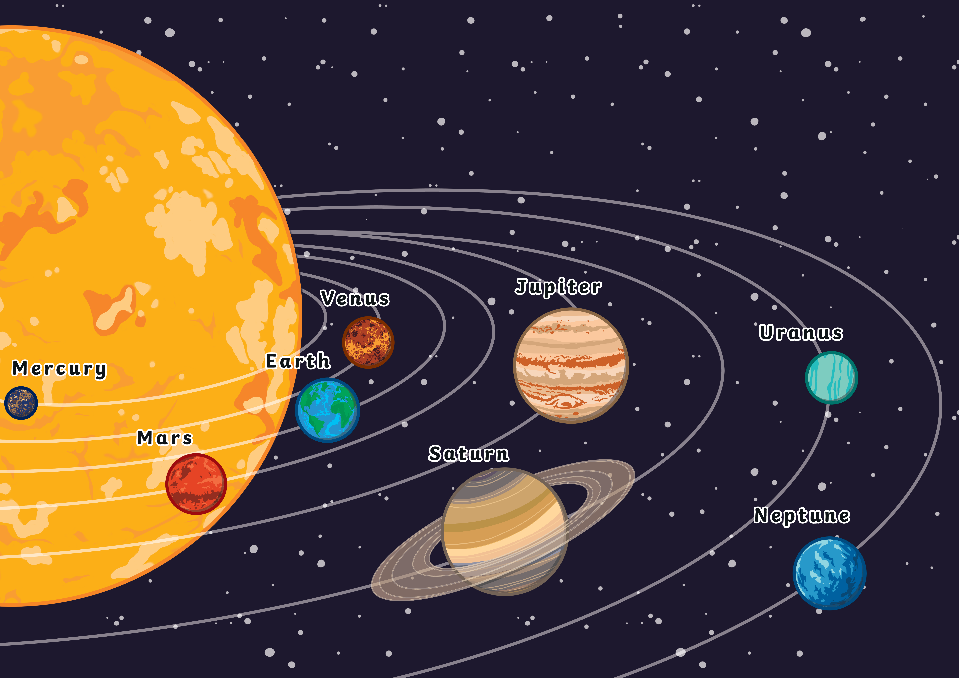 Jupiter
Venus
Uranus
Earth
Mercury
Mars
Saturn
Neptune